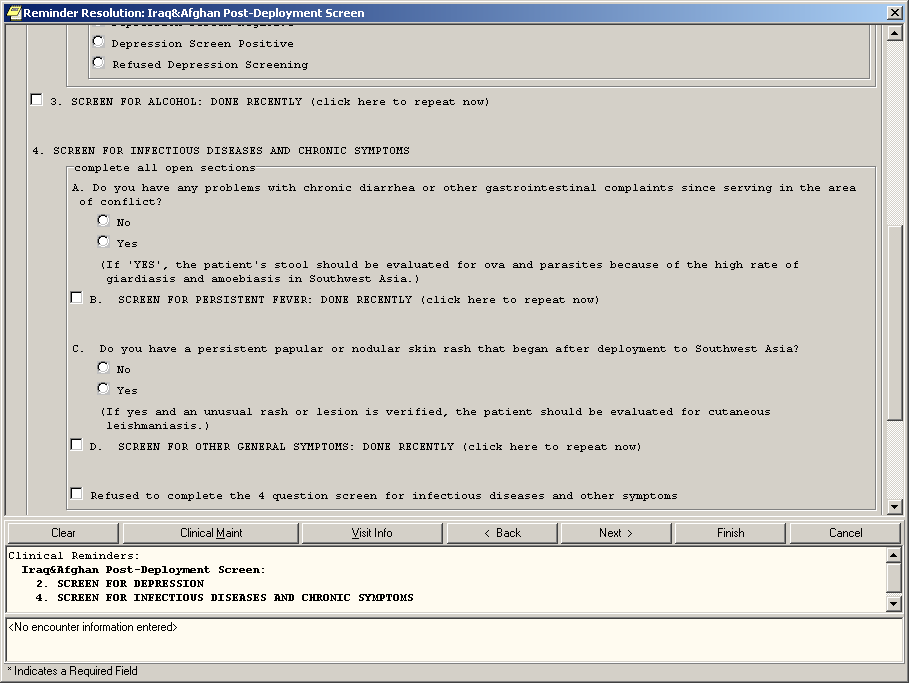 Reminder Resolution: Iraq&Afghan Post-Deployment Screen
Depression Screen Positive
Refused Depression Screening
3. SCREEN FOR ALCOHOL: DONE RECENTLY (click here to repeat now)
4. SCREEN FOR INFECTIOUS DISEASES AND CHRONIC SYMPTOMS
complete all open sections
A. Do you have any problems with chronic diarrhea or other gastrointestinal complaints since serving in the area
of conflict?
No
Yes
(If 'YES', the patient's stool should be evaluated for ova and parasites because of the high rate of
giardiasis and amoebiasis in Southwest Asia.)
B. SCREEN FOR PERSISTENT FEVER: DONE RECENTLY (click here to repeat now)
C. Do you have a persistent papular or nodular skin rash that began after deployment to Southwest Asia?
No
Yes
(If yes and an unusual rash or lesion is verified, the patient should be evaluated for cutaneous
leishmaniasis.)
D. SCREEN FOR OTHER GENERAL SYMPTOMS: DONE RECENTLY (click here to repeat now)
Refused to complete the 4 question screen for infectious diseases and other symptoms
Clear Clinical Maint Visit Info < Back Next > Finish Cancel
Clinical Reminders:
Iraq&Afghan Post-Deployment Screen:
2. SCREEN FOR DEPRESSION
4. SCREEN FOR INFECTIOUS DISEASES AND CHRONIC SYMPTOMS
<No encounter information entered>
* Indicates a Required Field